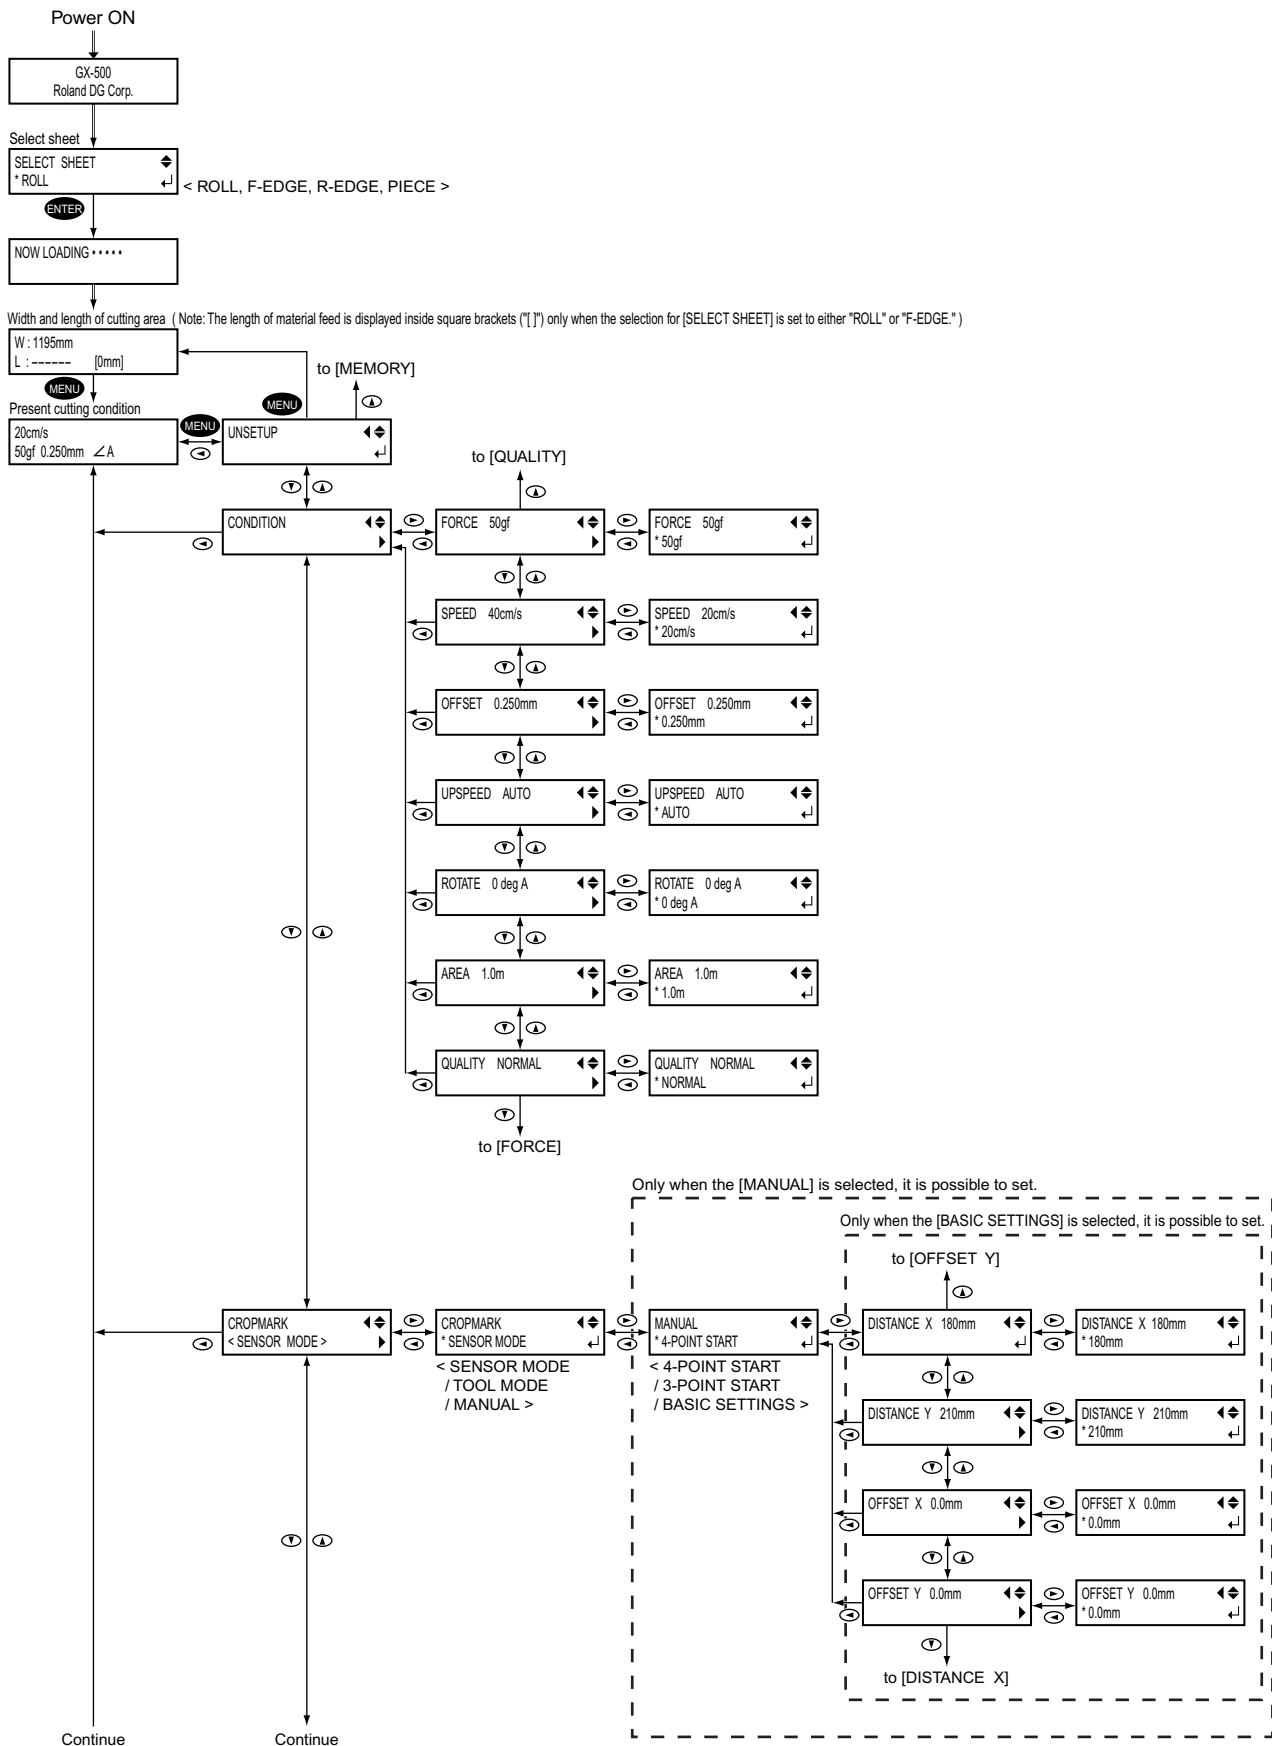 Power ON
GX-500
Roland DG Corp.
Select sheet
SELECT SHEET
* ROLL
< ROLL, F-EDGE, R-EDGE, PIECE >
ENTER
NOW LOADING • • • • •
Width and length of cutting area ( Note: The length of material feed is displayed inside square brackets ("[ ]") only when the selection for [SELECT SHEET] is set to either "ROLL" or "F-EDGE." )
W : 1195mm
L : –––––– [0mm]
to [MEMORY]
MENU
MENU
Present cutting condition
20cm/s
50gf 0.250mm ∠A
MENU
UNSETUP
to [QUALITY]
CONDITION
FORCE 50gf
FORCE 50gf
* 50gf
SPEED 40cm/s
SPEED 20cm/s
* 20cm/s
OFFSET 0.250mm
OFFSET 0.250mm
* 0.250mm
UPSPEED AUTO
UPSPEED AUTO
* AUTO
ROTATE 0 deg A
ROTATE 0 deg A
* 0 deg A
AREA 1.0m
AREA 1.0m
* 1.0m
QUALITY NORMAL
QUALITY NORMAL
* NORMAL
to [FORCE]
Only when the [MANUAL] is selected, it is possible to set.
Only when the [BASIC SETTINGS] is selected, it is possible to set.
to [OFFSET Y]
CROPMARK
< SENSOR MODE >
CROPMARK
* SENSOR MODE
< SENSOR MODE
/ TOOL MODE
/ MANUAL >
MANUAL
* 4-POINT START
< 4-POINT START
/ 3-POINT START
/ BASIC SETTINGS >
DISTANCE X 180mm
DISTANCE X 180mm
* 180mm
DISTANCE Y 210mm
DISTANCE Y 210mm
* 210mm
OFFSET X 0.0mm
OFFSET X 0.0mm
* 0.0mm
OFFSET Y 0.0mm
OFFSET Y 0.0mm
* 0.0mm
to [DISTANCE X]
Continue
Continue